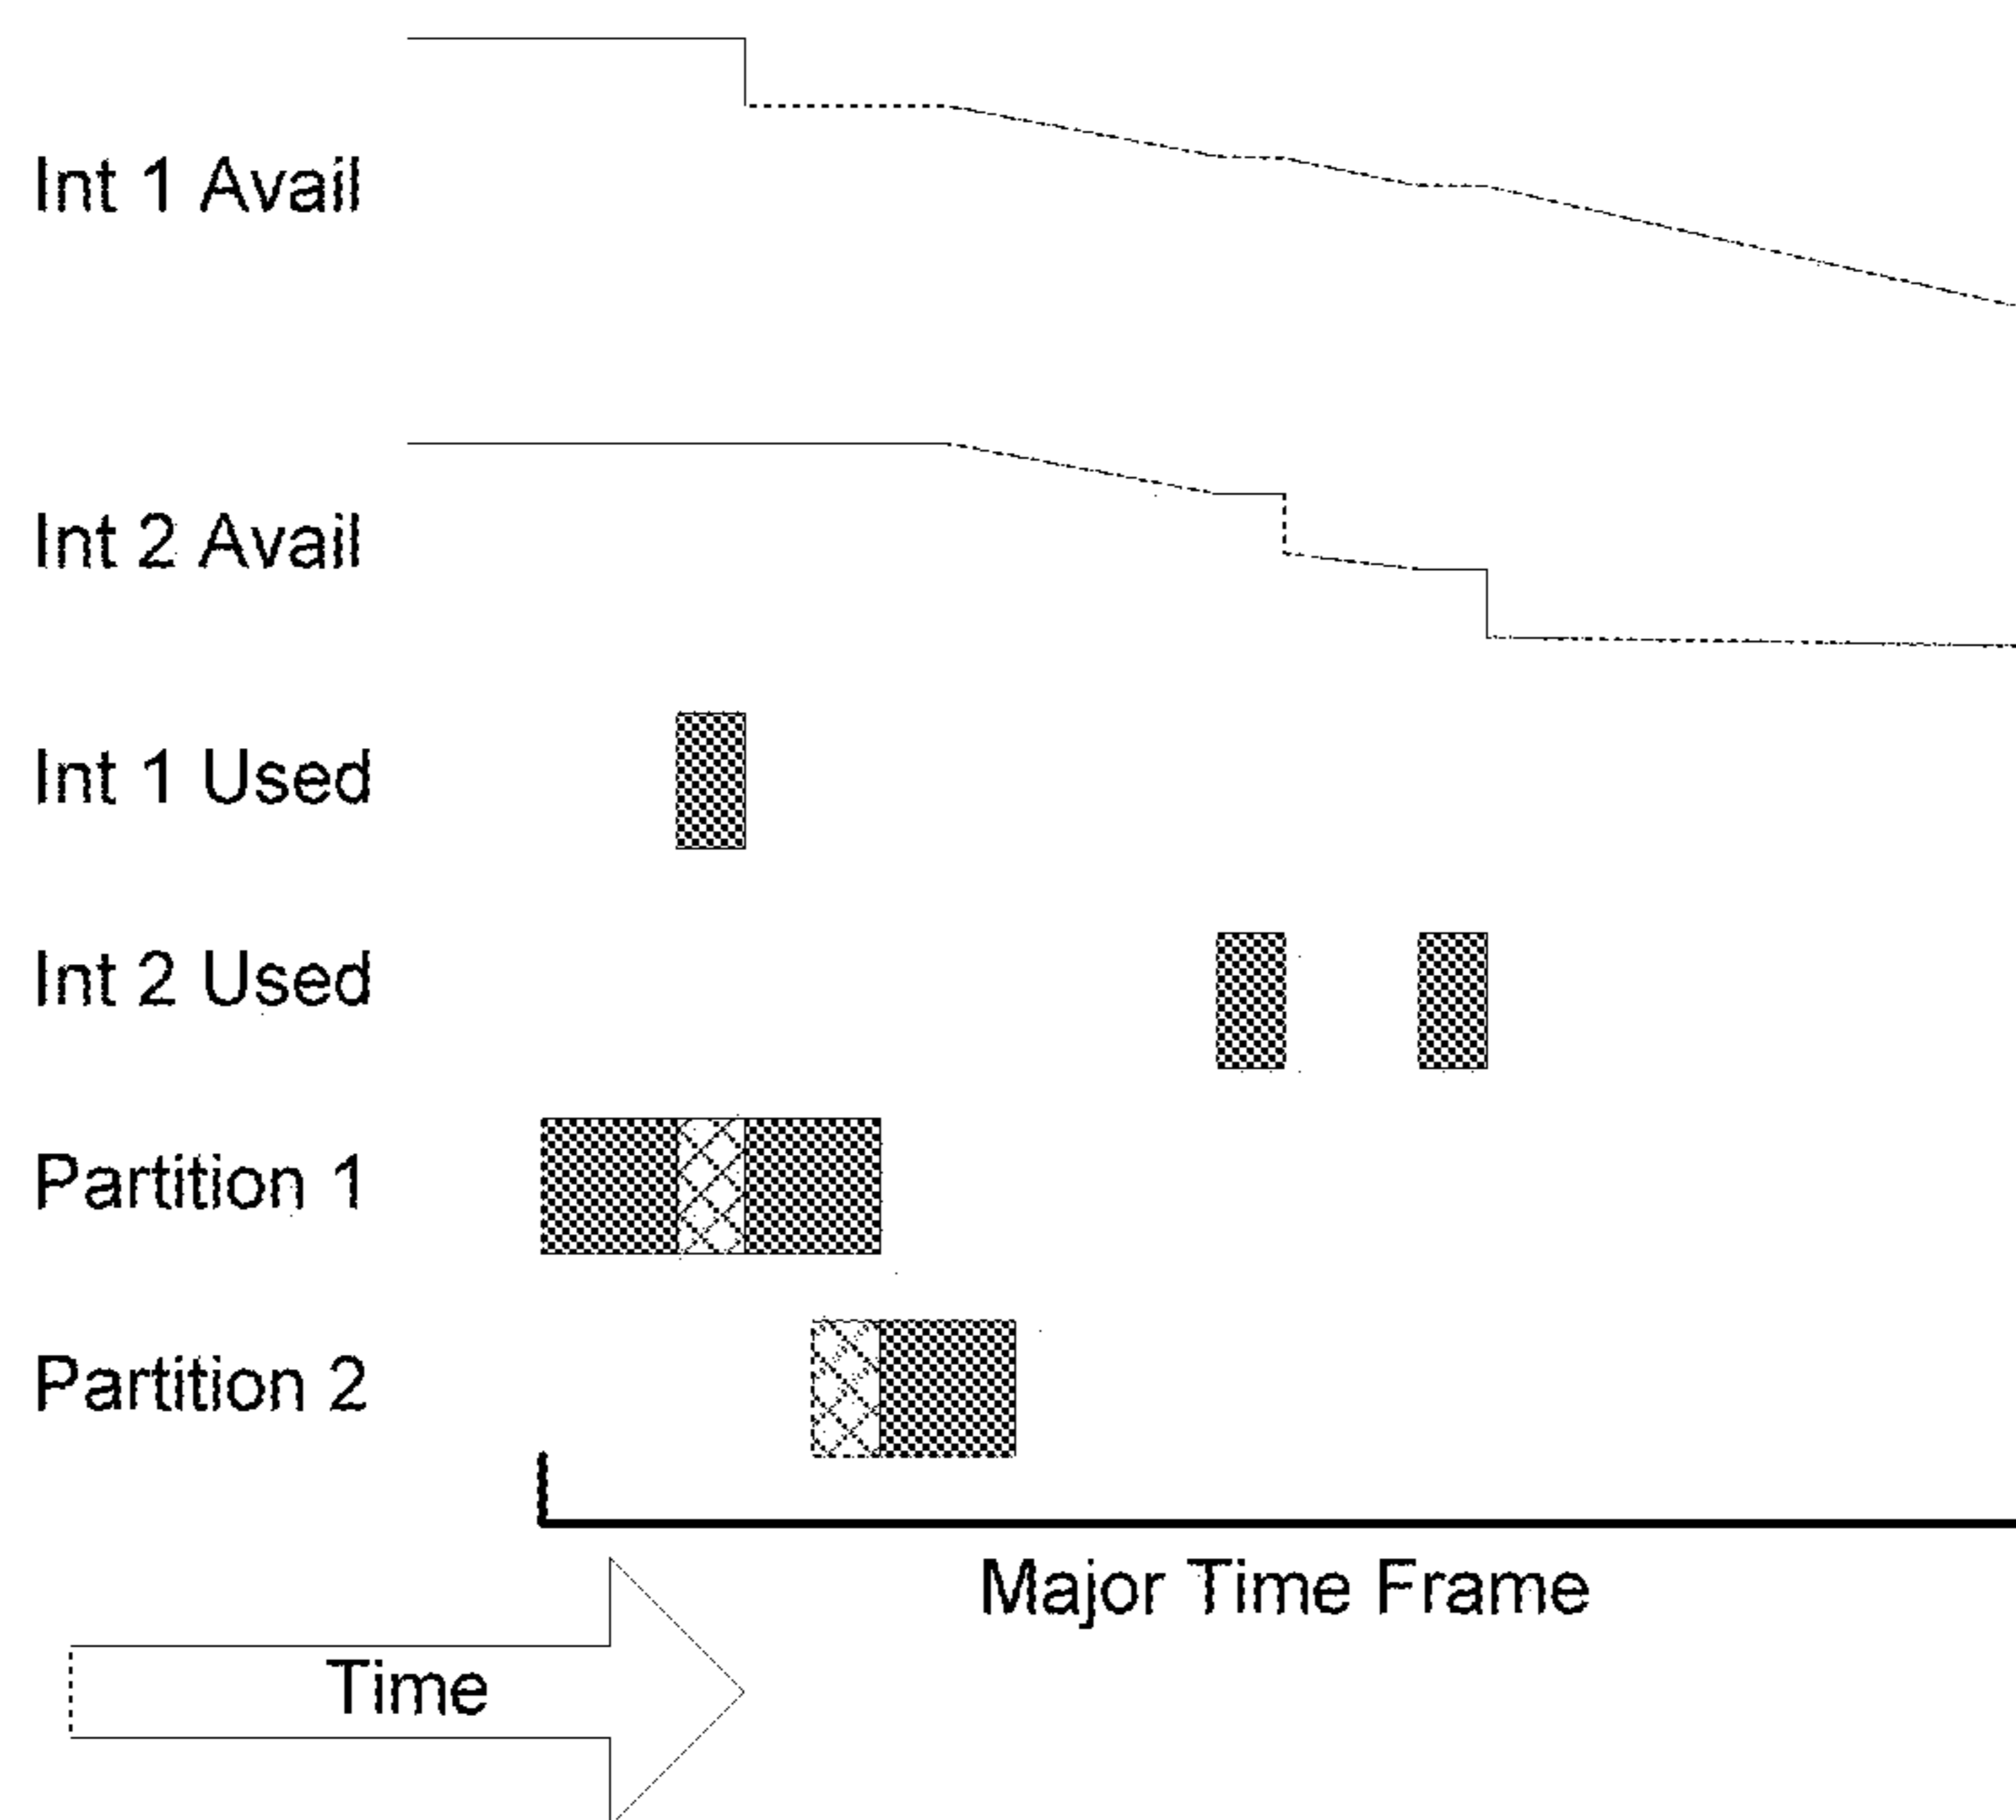 Int 1 Avail
Int 2 Avail
Int 1 Used
Int 2 Used
Partition 1
Partition 2
Major Time Frame
Time